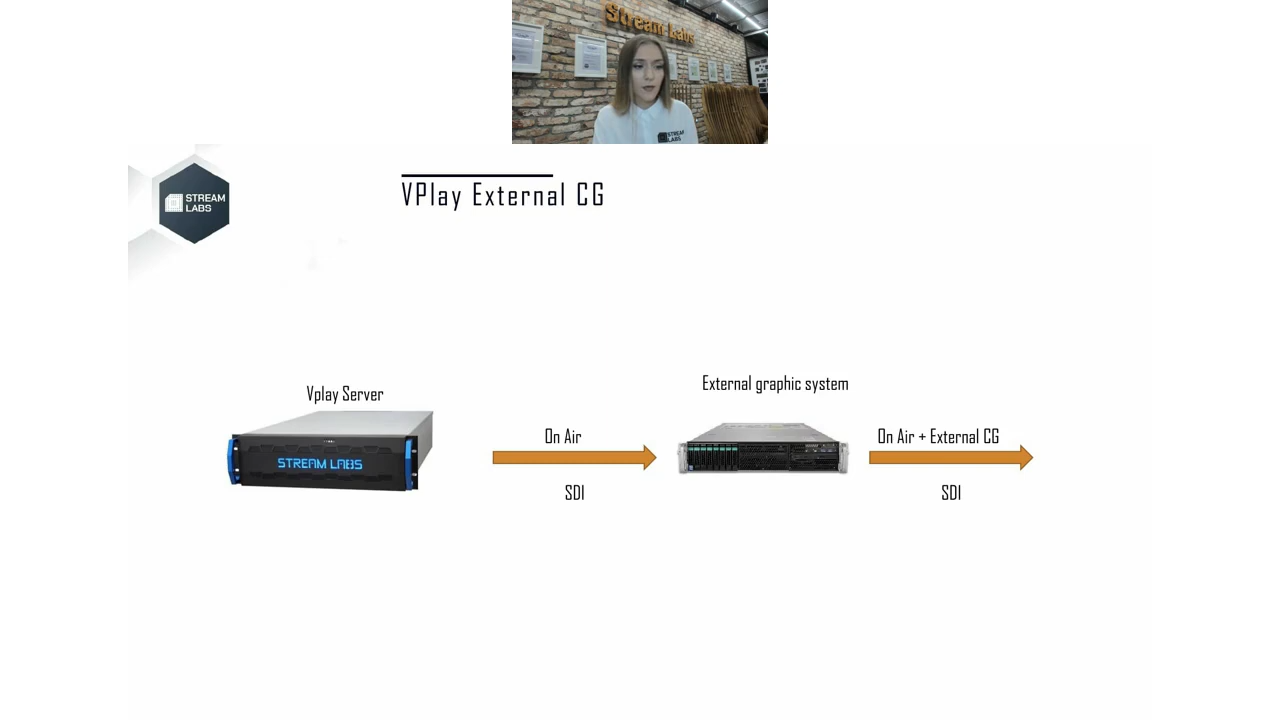 Stream Labs
STREAM
LABS
STREAM
LABS
VPlay External CG
Vplay Server
External graphic system
STREAM LABS
On Air
On Air + External CG
SDI
SDI